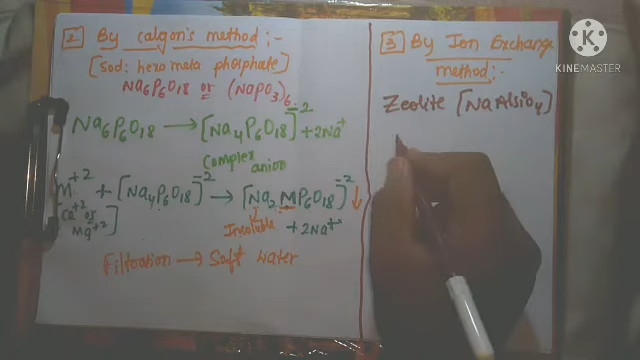 2 By Calgon's method :-
[Sod: hexa meta phosphate]
Na6P6O18 or (NaPO3)6
Na6P6O18 → [Na4P6O18]-2 + 2Na+
Complex anion
M+2 + [Na4P6O18]-2 → [Na2MP6O18]-2 ↓
[Ca+2 or Mg+2]
Insoluble + 2Na+
Filtration → Soft Water
3 By Ion Exchange
method :-
Zeolite [NaAlSiO4]
KINEMASTER